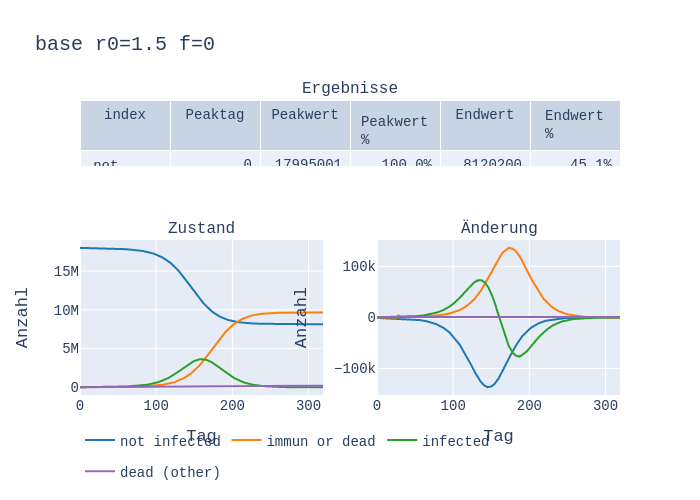 base r0=1.5 f=0
Ergebnisse
index Peaktag Peakwert Peakwert % Endwert Endwert %
not 0 17995001 100.0% 8120200 45.1%
Zustand
Anzahl
15M
10M
5M
0
0 100 200 300
Tag
Änderung
Anzahl
100k
0
−100k
0 100 200 300
Tag
not infected immun or dead infected
dead (other)